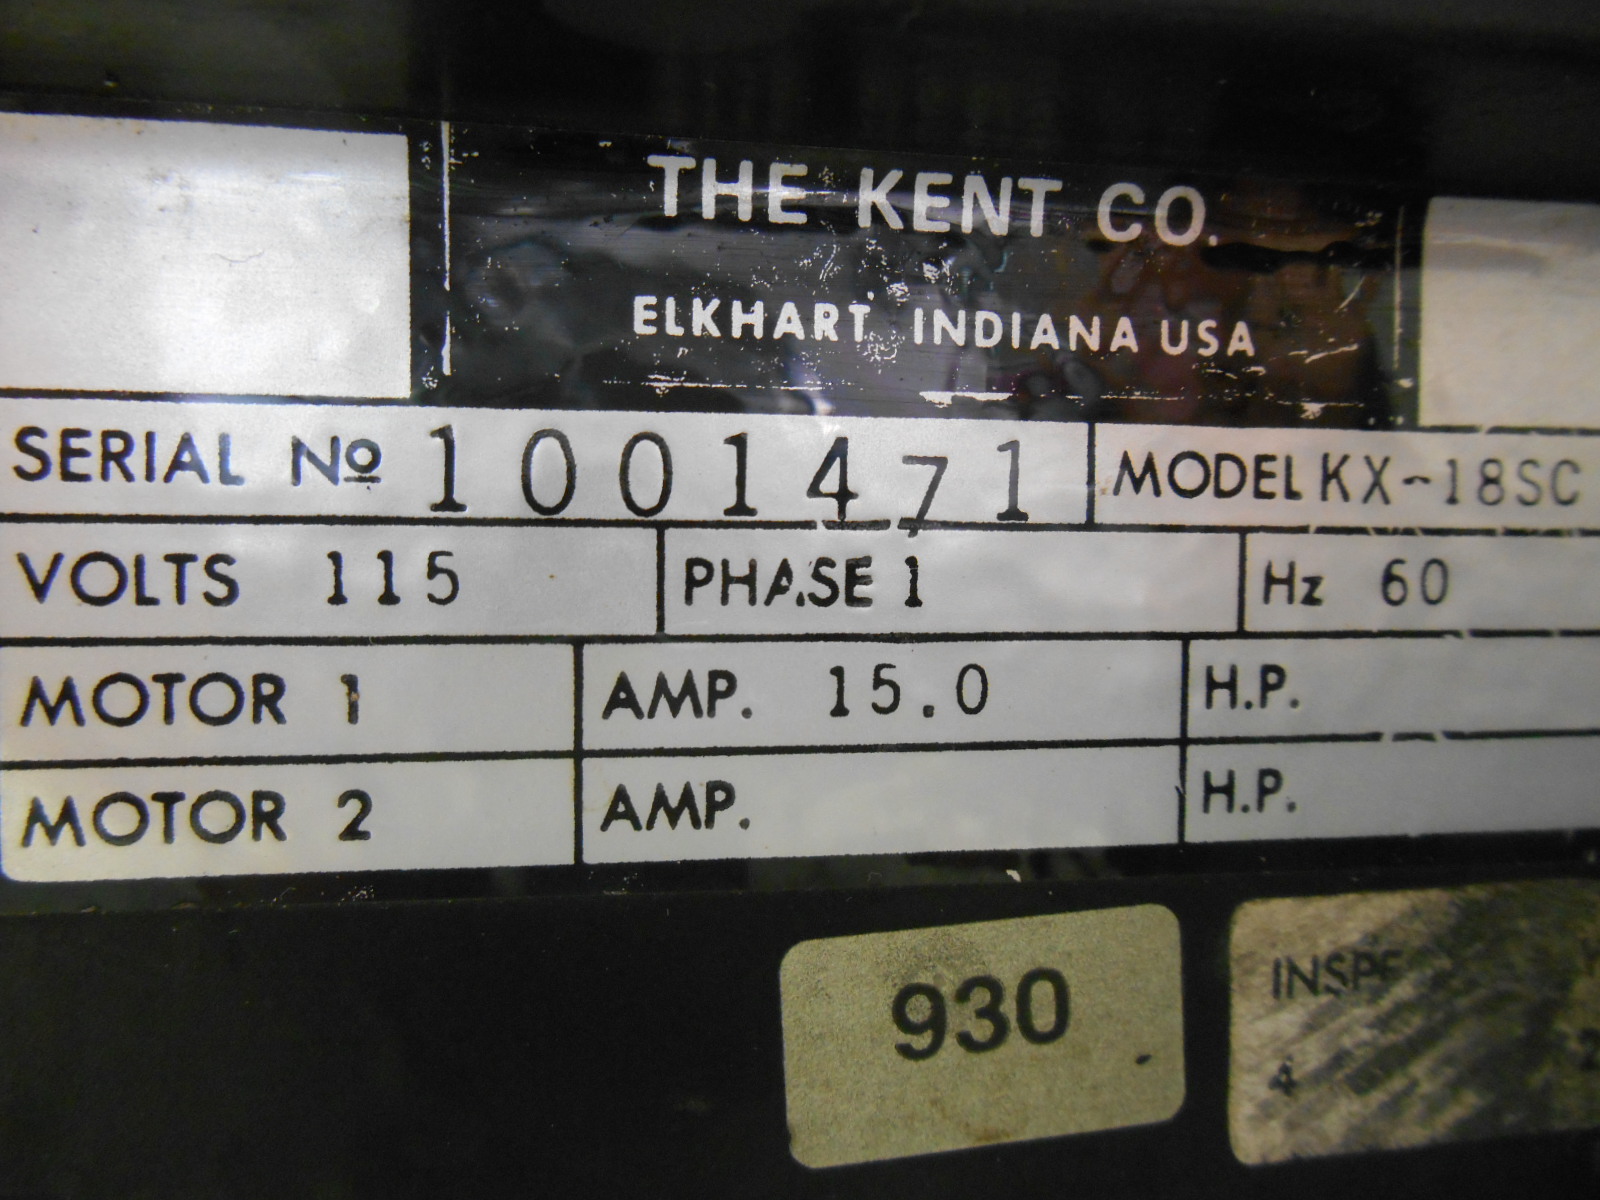 THE KENT CO.
ELKHART, INDIANA USA
SERIAL Nº 1001471 MODEL KX-18SC
VOLTS 115 PHASE 1 Hz 60
MOTOR 1 AMP. 15.0 H.P.
MOTOR 2 AMP. H.P.
930
4